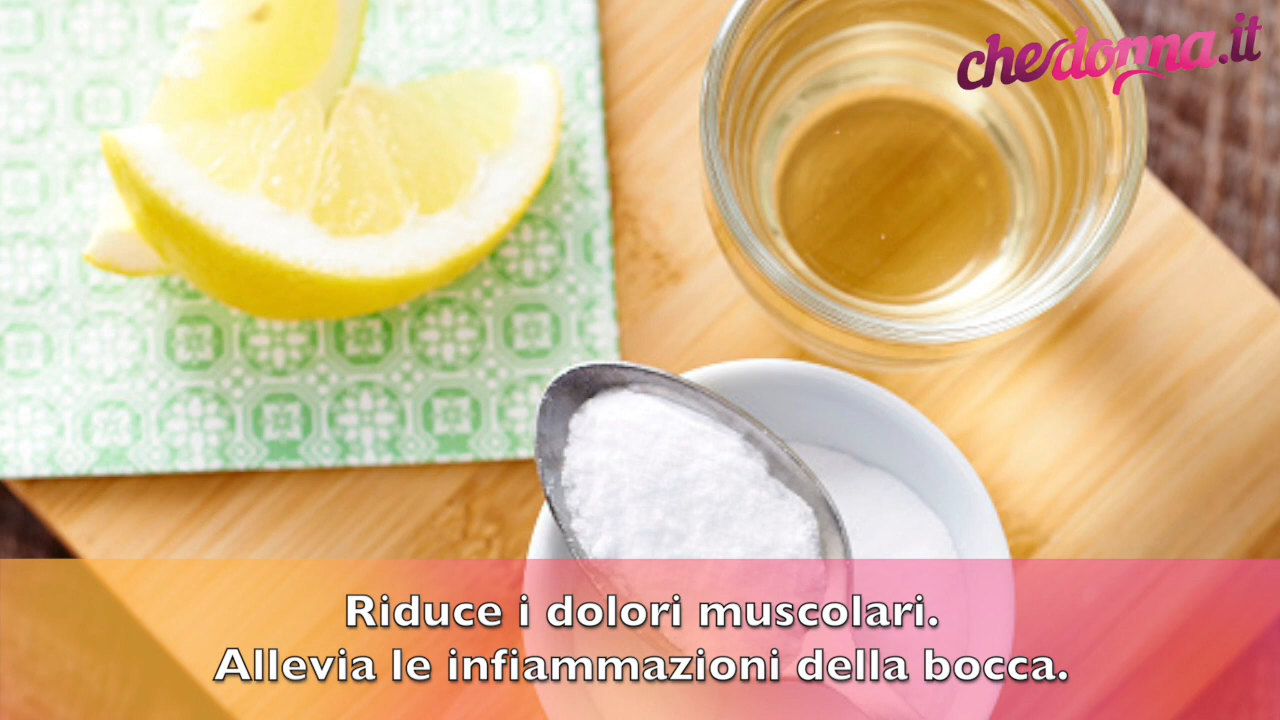 chedonna.it
Riduce i dolori muscolari.
Allevia le infiammazioni della bocca.